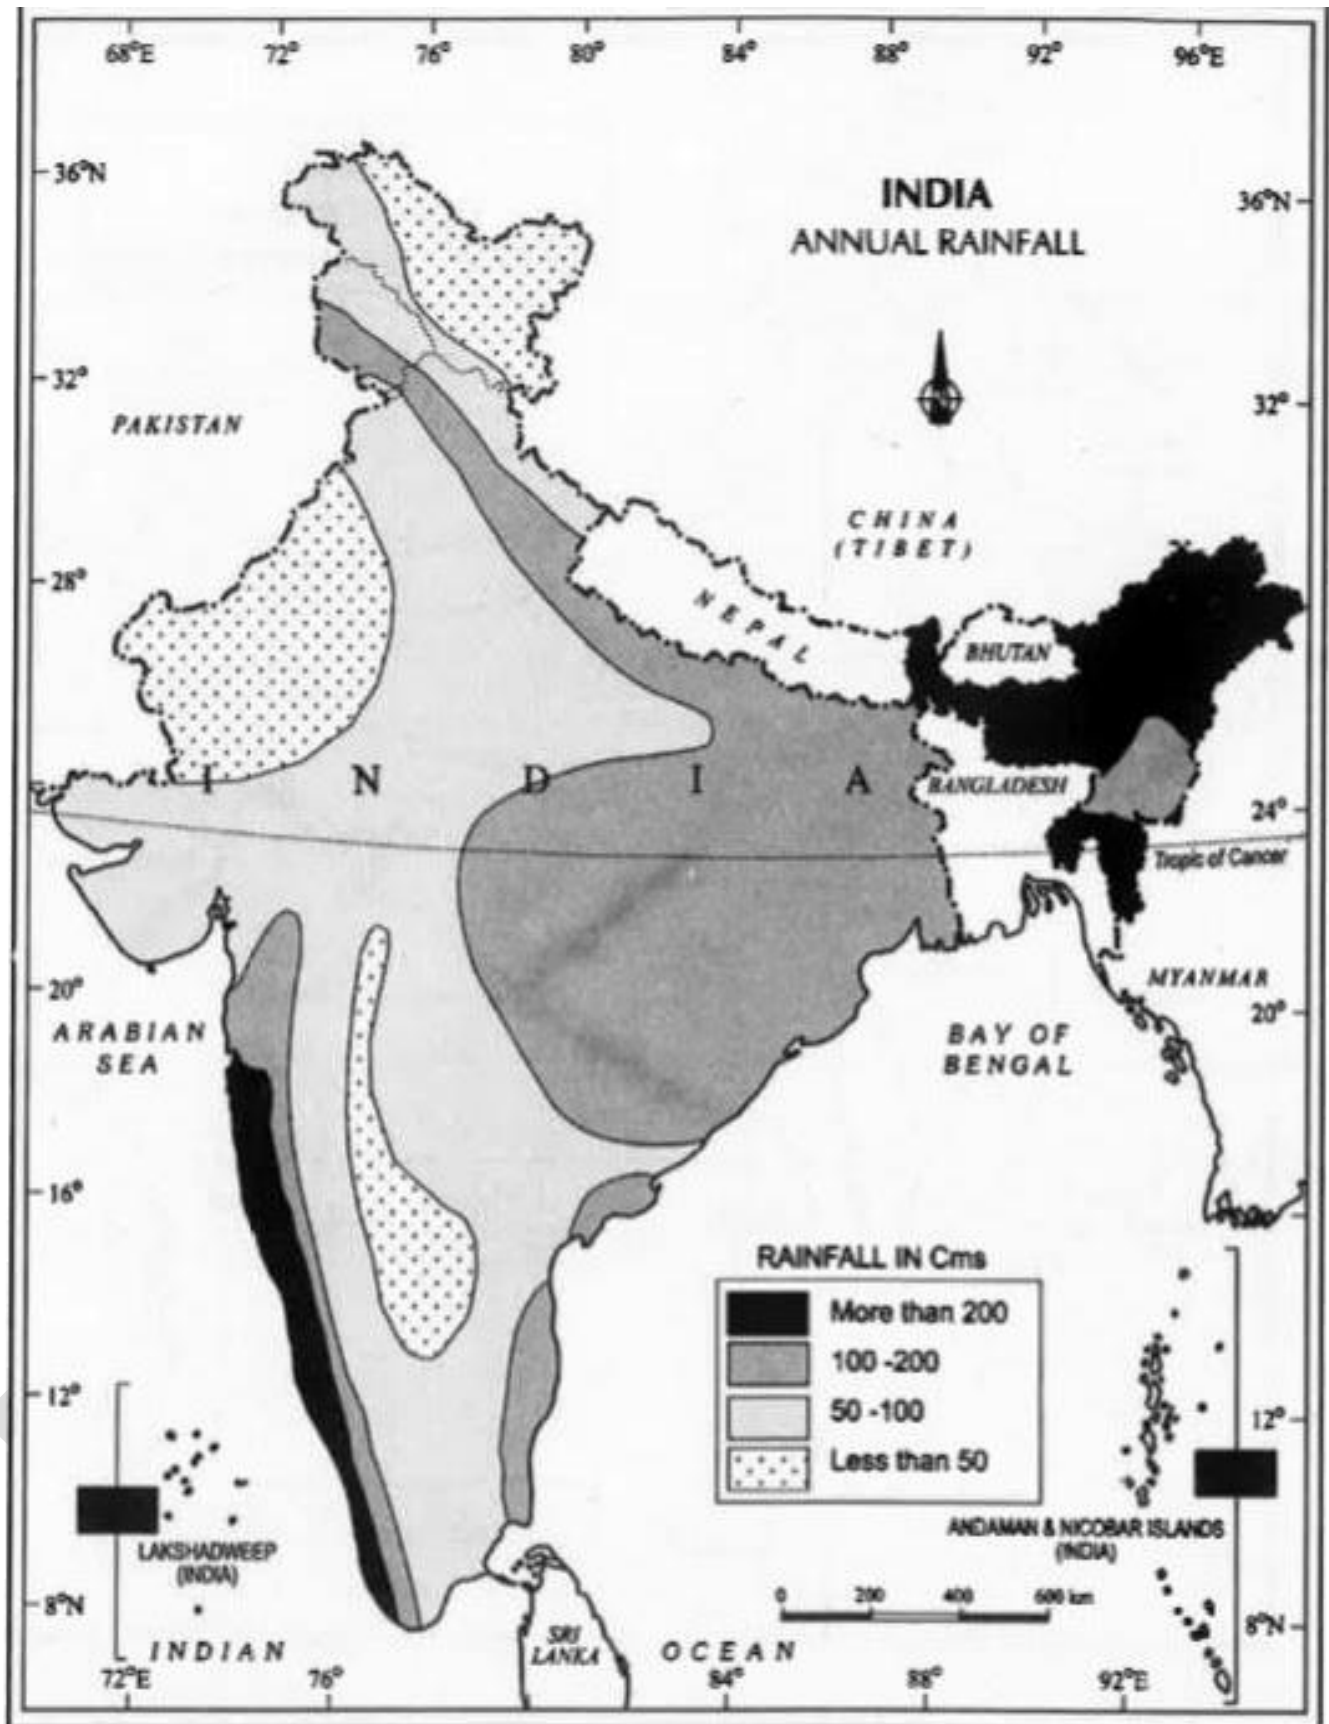 68°E 72° 76° 80° 84° 88° 92° 96°E
36°N
36°N
INDIA
ANNUAL RAINFALL
32°
32°
PAKISTAN
CHINA
(TIBET)
28°
NEPAL
BHUTAN
I N D I A
BANGLADESH
24°
Tropic of Cancer
20°
MYANMAR
20°
ARABIAN
SEA
BAY OF
BENGAL
16°
RAINFALL IN Cms
More than 200
100 -200
50 -100
Less than 50
12°
12°
ANDAMAN & NICOBAR ISLANDS
(INDIA)
LAKSHADWEEP
(INDIA)
0 200 400 600 km
8°N
8°N
SRI
LANKA
INDIAN OCEAN
72°E 76° 84° 88° 92°E